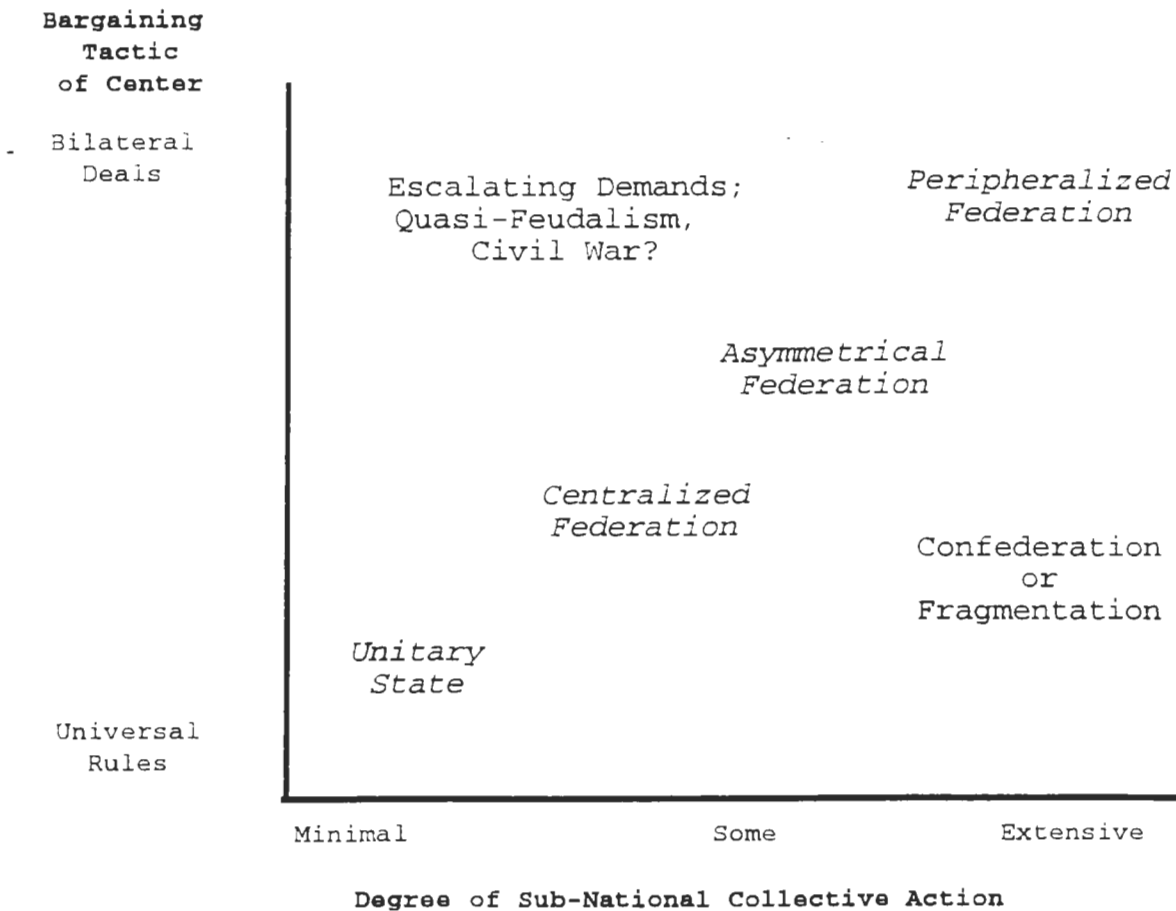 Bargaining
Tactic
of Center
Bilateral
Deals
Escalating Demands;
Quasi-Feudalism,
Civil War?
Peripheralized
Federation
Asymmetrical
Federation
Centralized
Federation
Confederation
or
Fragmentation
Unitary
State
Universal
Rules
Minimal
Some
Extensive
Degree of Sub-National Collective Action